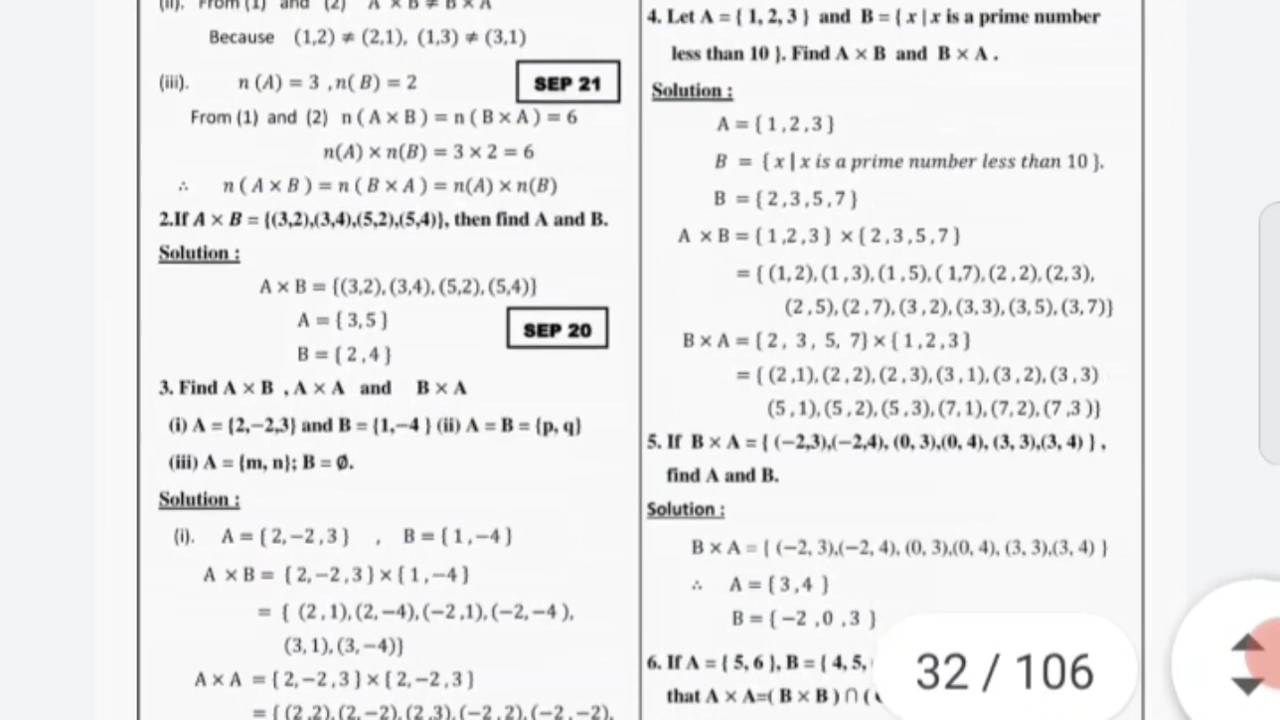 (ii). From (1) and (2) A × B ≠ B × A
Because (1,2) ≠ (2,1), (1,3) ≠ (3,1)
(iii). n (A) = 3 ,n( B) = 2
SEP 21
From (1) and (2) n ( A × B ) = n ( B × A ) = 6
n(A) × n(B) = 3 × 2 = 6
∴ n ( A × B ) = n ( B × A ) = n(A) × n(B)
2.If A × B = {(3,2),(3,4),(5,2),(5,4)}, then find A and B.
Solution :
A × B = {(3,2), (3,4), (5,2), (5,4)}
A = { 3,5 }
SEP 20
B = { 2 ,4 }
3. Find A × B , A × A and B × A
(i) A = {2,−2,3} and B = {1,−4 } (ii) A = B = {p, q}
(iii) A = {m, n}; B = ∅.
Solution :
(i). A = { 2,−2 ,3 } , B = { 1 ,−4 }
A × B = { 2,−2 ,3 } × { 1 ,−4 }
= { (2 ,1), (2,−4), (−2 ,1), (−2,−4 ),
(3, 1), (3,−4)}
A × A = { 2,−2 ,3 } × { 2,−2 ,3 }
= { (2 ,2), (2,−2), (2 ,3), (−2 ,2), (−2 ,−2),
4. Let A = { 1, 2, 3 } and B = { x | x is a prime number
less than 10 }. Find A × B and B × A .
Solution :
A = { 1 ,2 ,3 }
B = { x | x is a prime number less than 10 }.
B = { 2 ,3 ,5 ,7 }
A × B = { 1 ,2 ,3 } × { 2 ,3 ,5 ,7 }
= { (1,2), (1 ,3), (1 ,5), ( 1,7), (2 ,2), (2, 3),
(2 ,5), (2 ,7), (3 ,2), (3, 3), (3, 5), (3, 7)}
B × A = {2 , 3 , 5, 7} × { 1 ,2 ,3 }
= { (2 ,1), (2 ,2), (2 ,3), (3 ,1), (3 ,2), (3 ,3)
(5 ,1), (5 ,2), (5 ,3), (7, 1), (7, 2), (7 ,3 )}
5. If B × A = { (−2,3),(−2,4), (0, 3),(0, 4), (3, 3),(3, 4) } ,
find A and B.
Solution :
B × A = { (−2, 3),(−2, 4), (0, 3),(0, 4), (3, 3),(3, 4) }
∴ A = { 3 ,4 }
B = { −2 ,0 ,3 }
6. If A = { 5, 6 }, B = { 4, 5,
that A × A=( B × B ) ∩ (
32 / 106